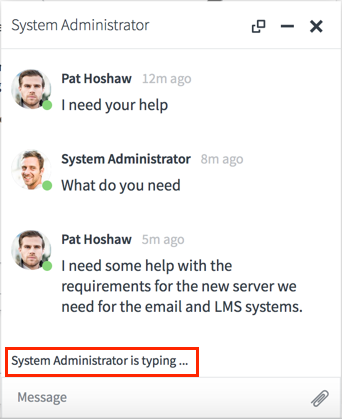 System Administrator
Pat Hoshaw 12m ago
I need your help
System Administrator 8m ago
What do you need
Pat Hoshaw 5m ago
I need some help with the
requirements for the new server we
need for the email and LMS systems.
System Administrator is typing ...
Message